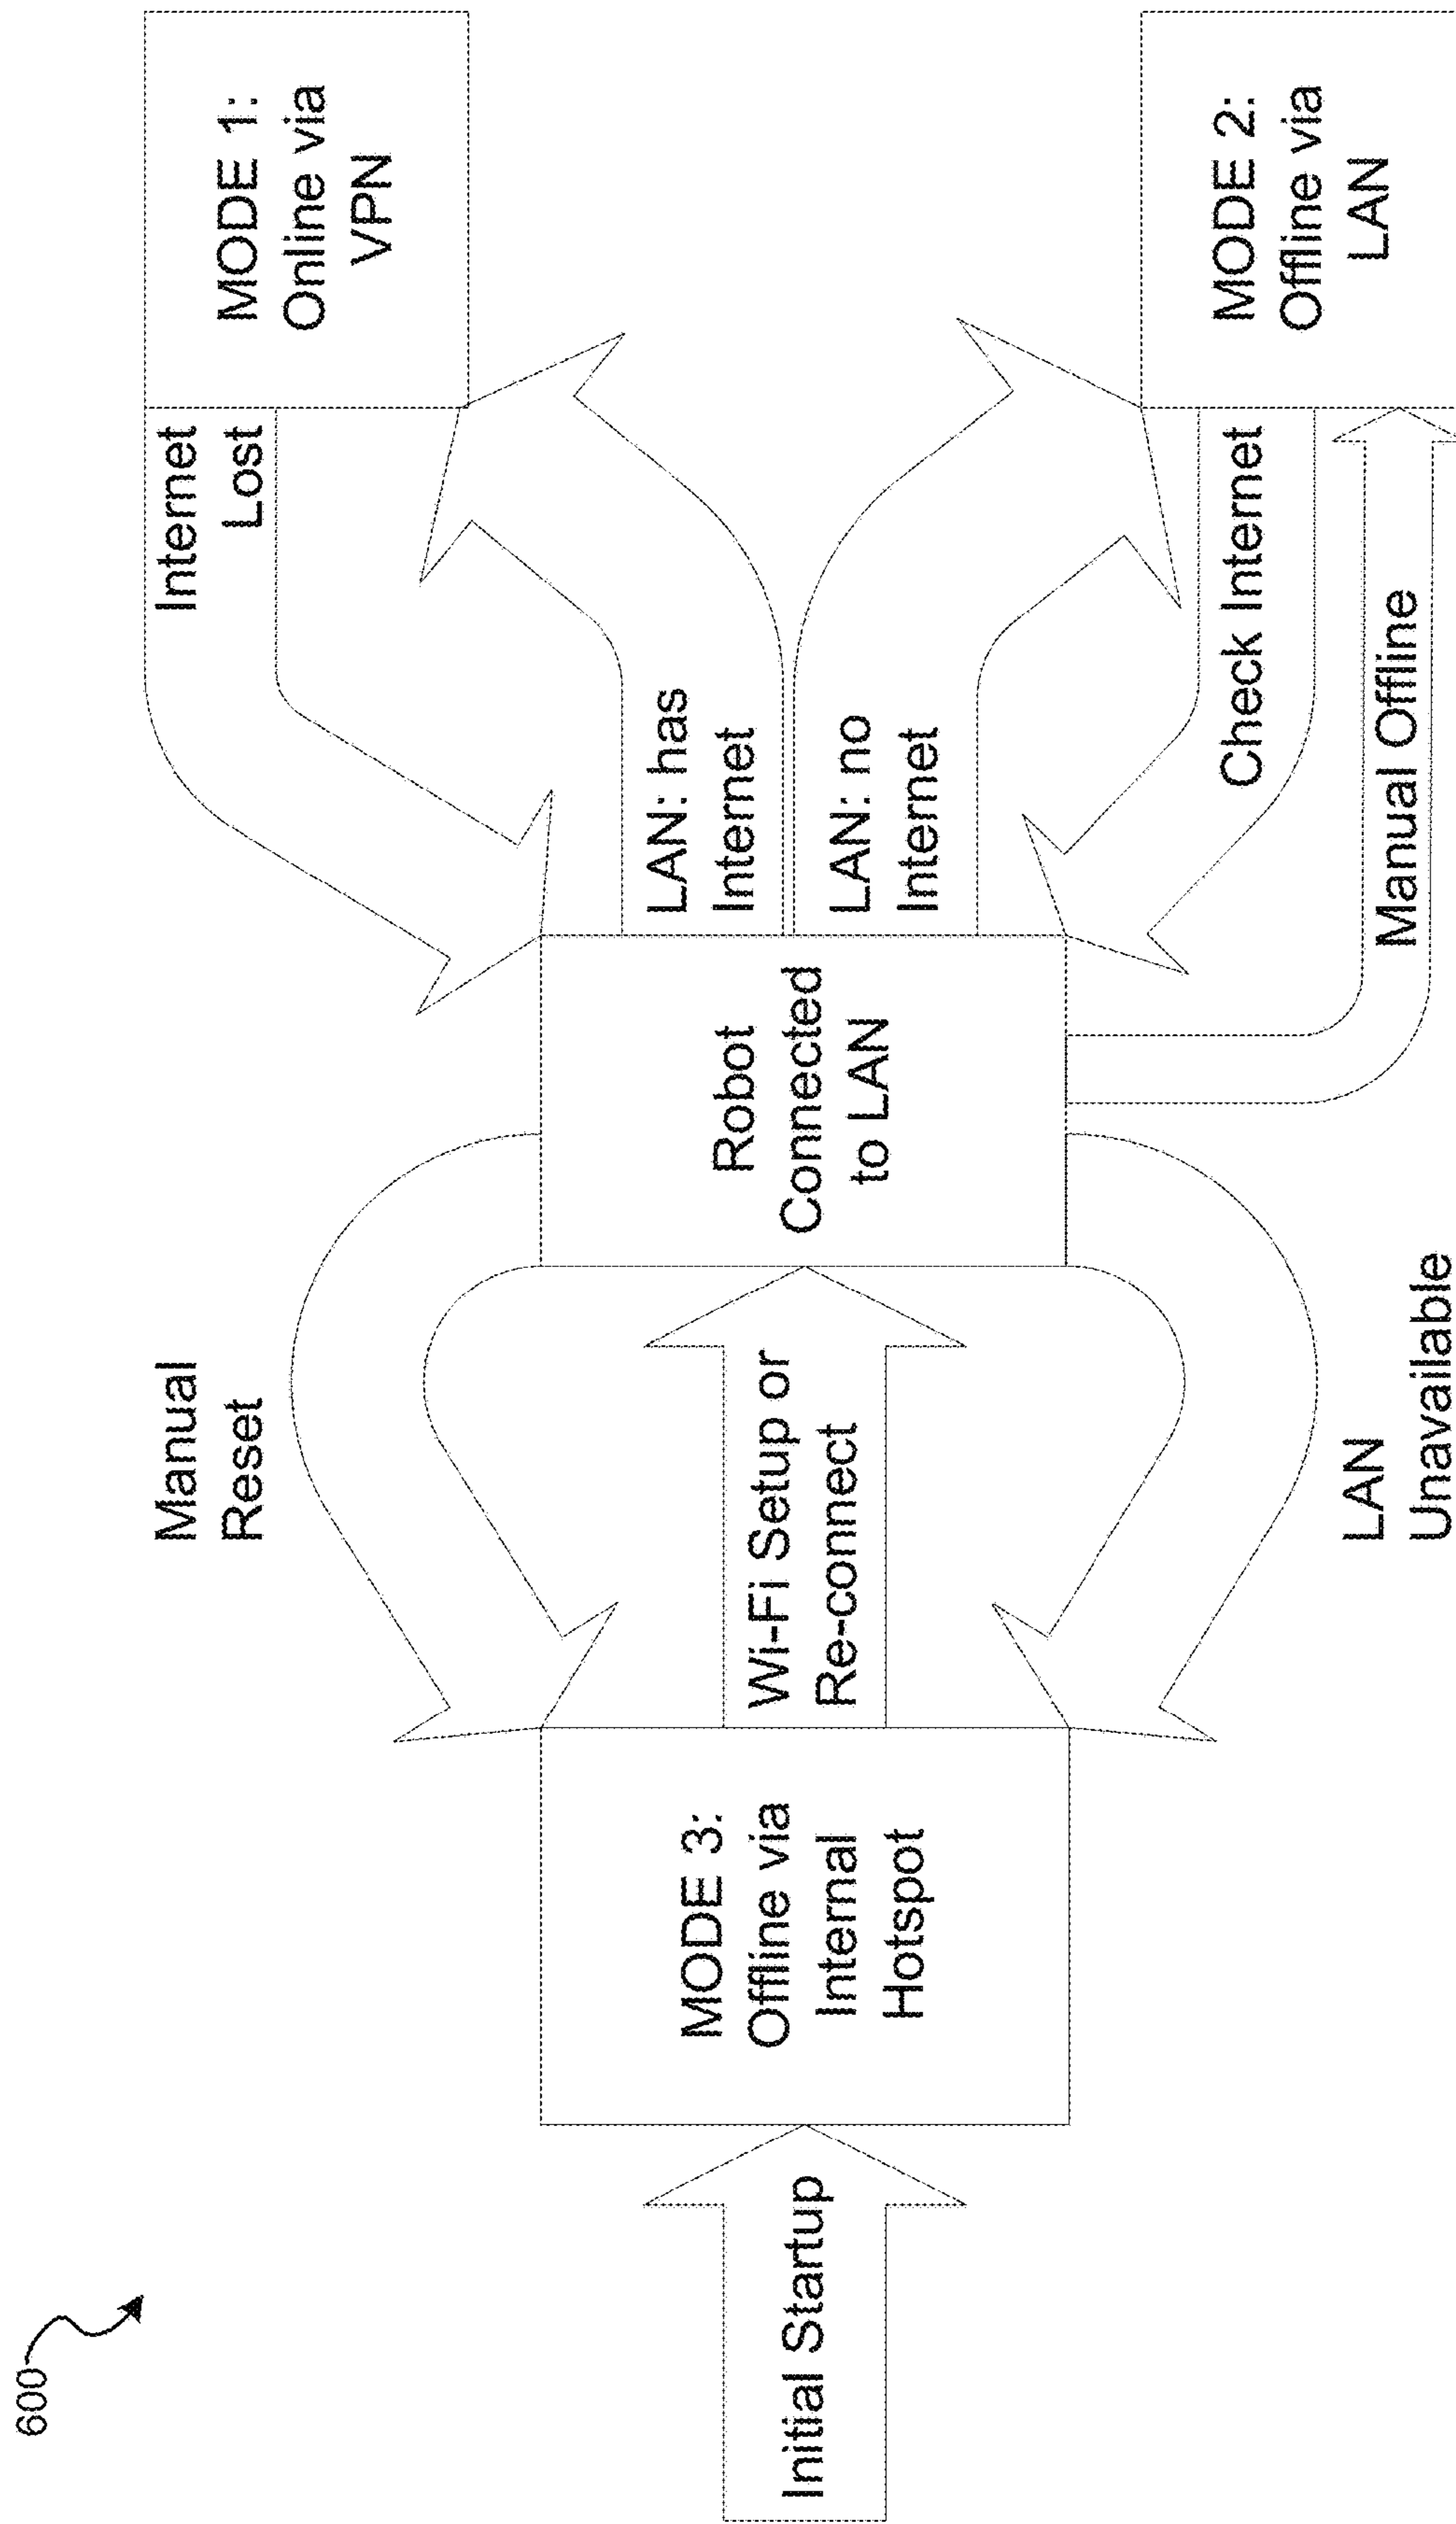 600
Initial Startup
MODE 3:
Offline via
Internal
Hotspot
Manual
Reset
Wi-Fi Setup or
Re-connect
LAN
Unavailable
Robot
Connected
to LAN
Internet
Lost
LAN: has
Internet
LAN: no
Internet
Check Internet
Manual Offline
MODE 1:
Online via
VPN
MODE 2:
Offline via
LAN